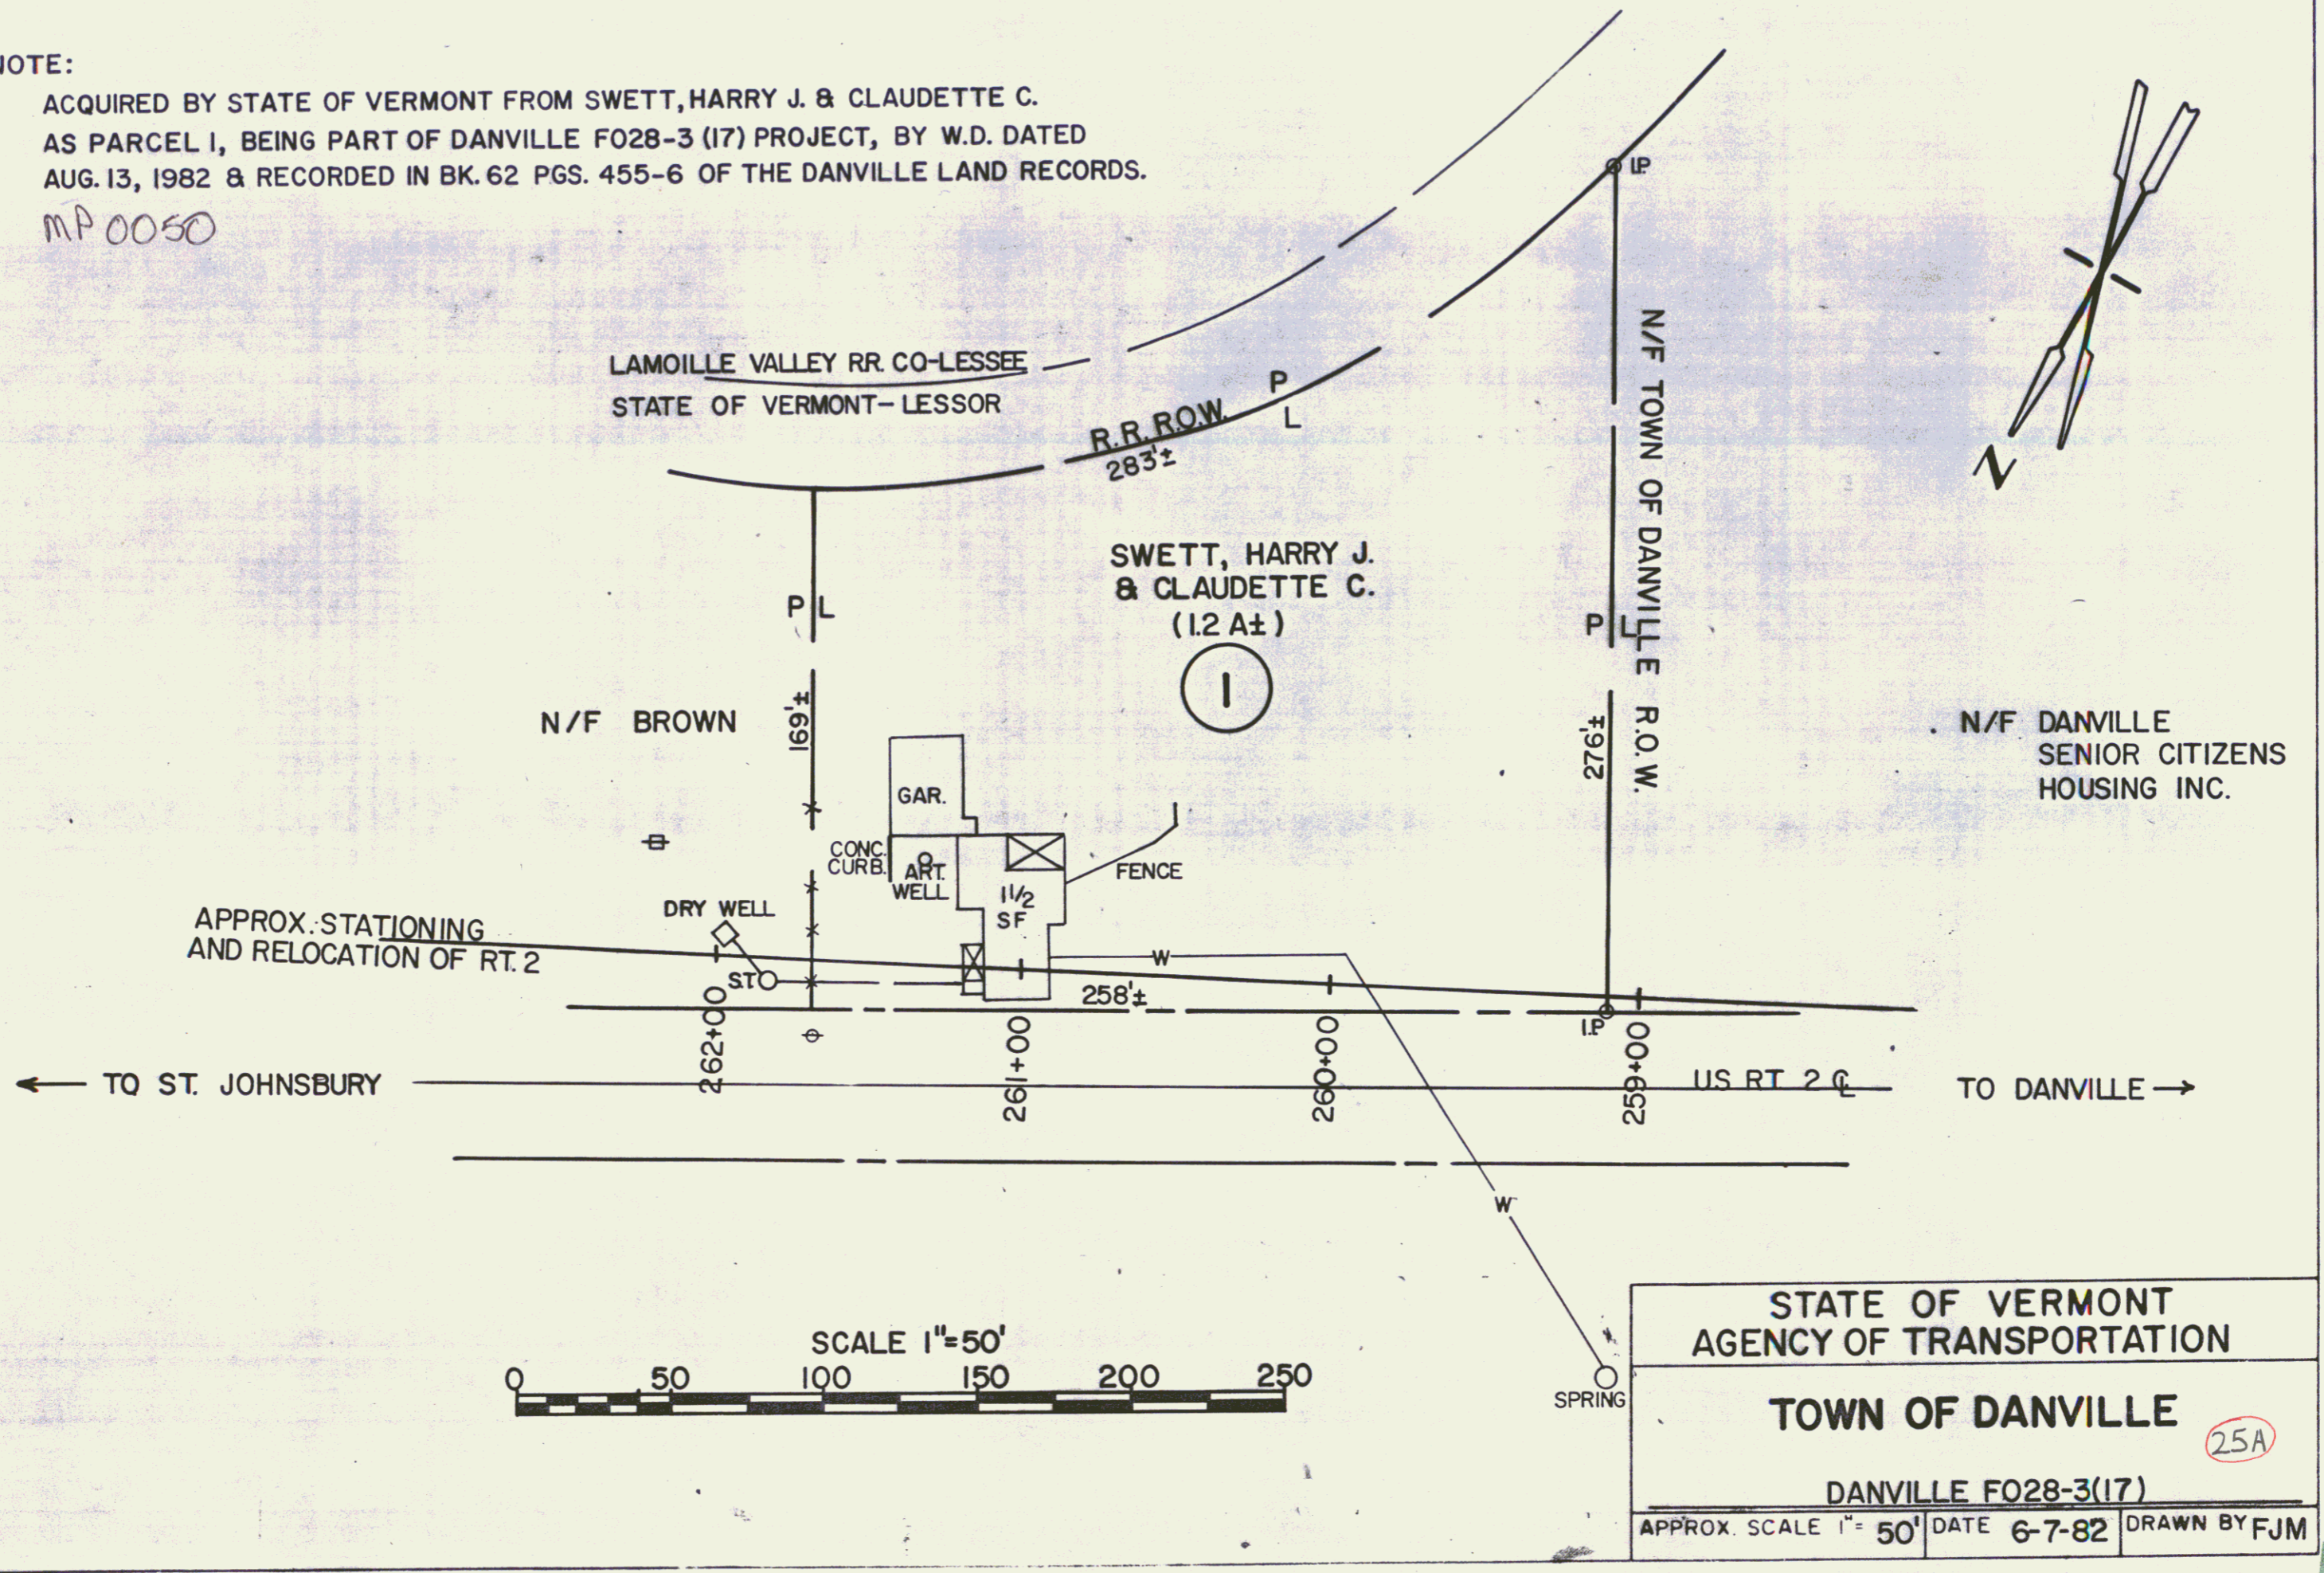 NOTE:
ACQUIRED BY STATE OF VERMONT FROM SWETT, HARRY J. & CLAUDETTE C.
AS PARCEL 1, BEING PART OF DANVILLE FO28-3 (17) PROJECT, BY W.D. DATED
AUG. 13, 1982 & RECORDED IN BK. 62 PGS. 455-6 OF THE DANVILLE LAND RECORDS.
MP 0050
I.P.
LAMOILLE VALLEY RR. CO-LESSEE
STATE OF VERMONT-LESSOR
R.R. R.O.W.
283'±
P
L
N
N/F TOWN OF DANVILLE R.O.W.
SWETT, HARRY J.
& CLAUDETTE C.
(1.2 A±)
1
P L
P L
N/F BROWN
169'±
276'±
N/F DANVILLE
SENIOR CITIZENS
HOUSING INC.
GAR.
CONC.
CURB.
ART.
WELL
1 1/2
SF
FENCE
DRY WELL
APPROX. STATIONING
AND RELOCATION OF RT. 2
S.T
W
258'±
I.P
262+00
261+00
260+00
259+00
TO ST. JOHNSBURY
US RT 2 ℄
TO DANVILLE
W
SPRING
SCALE 1"=50'
0 50 100 150 200 250
STATE OF VERMONT
AGENCY OF TRANSPORTATION
TOWN OF DANVILLE
25A
DANVILLE FO28-3(17)
APPROX. SCALE 1"= 50' DATE 6-7-82 DRAWN BY FJM